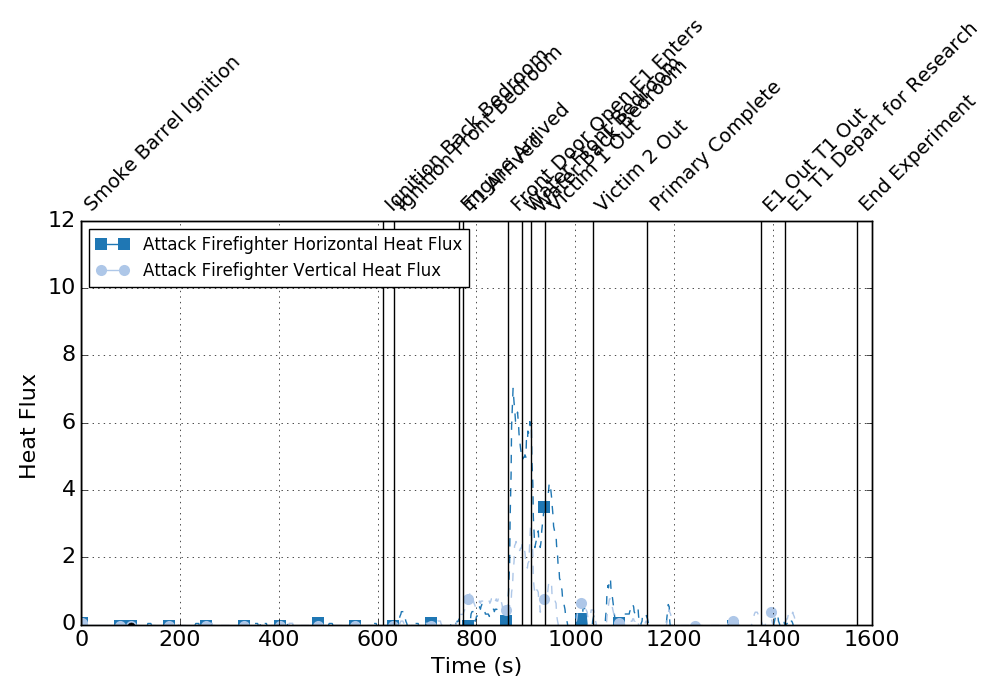 Smoke Barrel Ignition
Ignition Back Bedroom
Ignition Front Bedroom
Engine Arrived
T1 Arrived
Front Door Open E1 Enters
Water Back Bedroom
Victim 1 Out
Victim 2 Out
Primary Complete
E1 Out T1 Out
E1 T1 Depart for Research
End Experiment
Attack Firefighter Horizontal Heat Flux
Attack Firefighter Vertical Heat Flux
12
10
8
6
4
2
0
Heat Flux
0 200 400 600 800 1000 1200 1400 1600
Time (s)